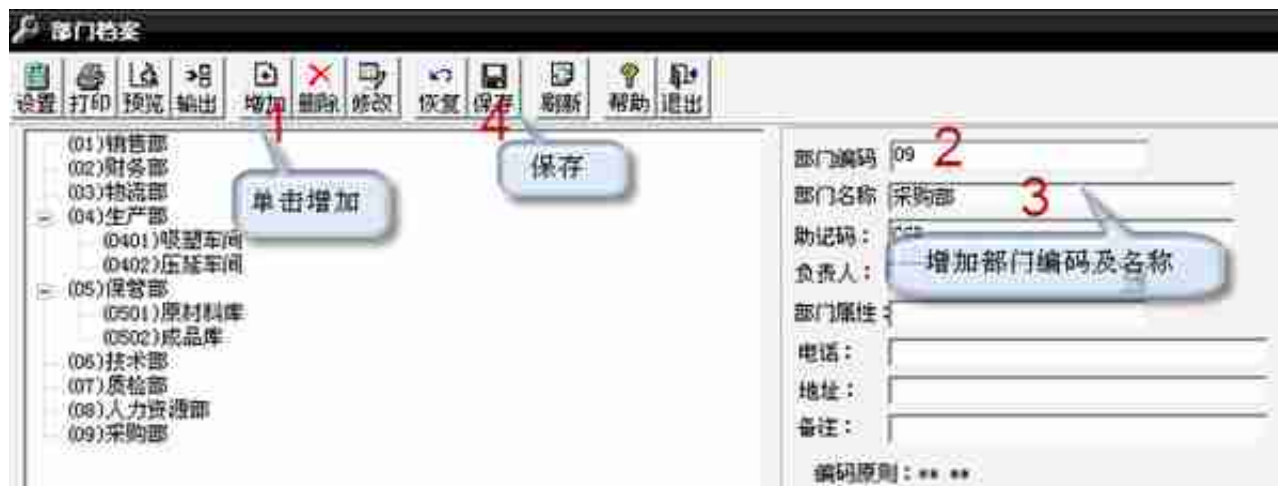 部门档案
设置 打印 预览 输出 增加 删除 修改 恢复 保存 刷新 帮助 退出
1
4
(01)销售部
(02)财务部
(03)物流部
(04)生产部
(0401)吸塑车间
(0402)压延车间
(05)保管部
(0501)原材料库
(0502)成品库
(06)技术部
(07)质检部
(08)人力资源部
(09)采购部
单击增加
保存
部门编码 09 2
部门名称 采购部 3
助记码:
负责人:
增加部门编码及名称
部门属性:
电话:
地址:
备注:
编码原则:** **